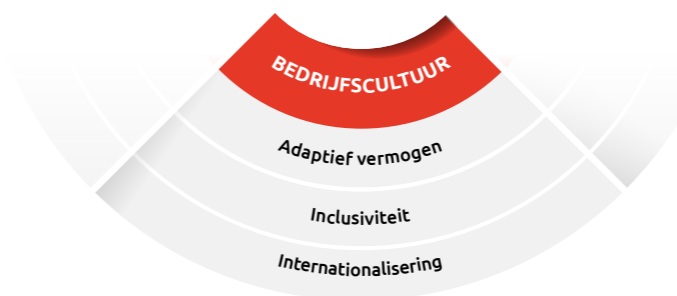 BEDRIJFSCULTUUR
Adaptief vermogen
Inclusiviteit
Internationalisering